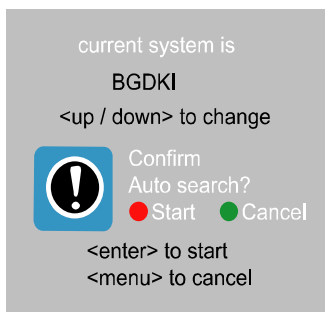 current system is
BGDKI
<up / down> to change
Confirm
Auto search?
Start Cancel
<enter> to start
<menu> to cancel